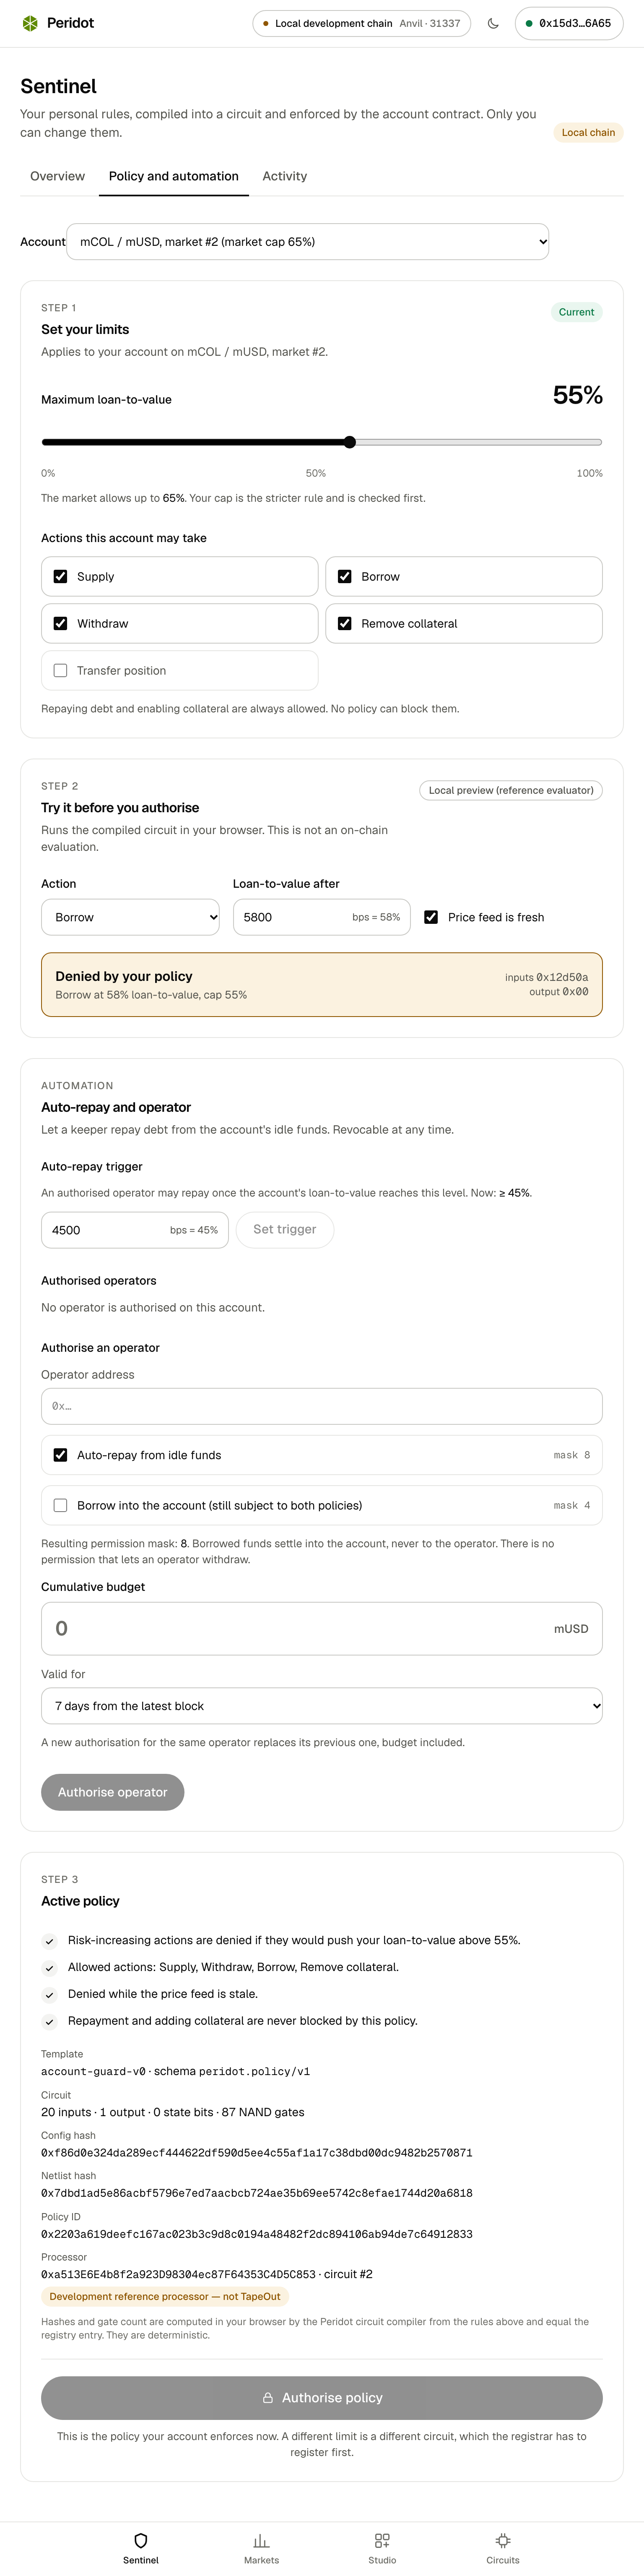 Peridot
Local development chain Anvil · 31337
0x15d3…6A65
Sentinel
Your personal rules, compiled into a circuit and enforced by the account contract. Only you
can change them.
Local chain
Overview Policy and automation Activity
Account mCOL / mUSD, market #2 (market cap 65%)
STEP 1
Current
Set your limits
Applies to your account on mCOL / mUSD, market #2.
Maximum loan-to-value 55%
0% 50% 100%
The market allows up to 65%. Your cap is the stricter rule and is checked first.
Actions this account may take
Supply Borrow
Withdraw Remove collateral
Transfer position
Repaying debt and enabling collateral are always allowed. No policy can block them.
STEP 2
Local preview (reference evaluator)
Try it before you authorise
Runs the compiled circuit in your browser. This is not an on-chain
evaluation.
Action Loan-to-value after
Borrow 5800 bps = 58% Price feed is fresh
Denied by your policy
Borrow at 58% loan-to-value, cap 55%
inputs 0x12d50a
output 0x00
AUTOMATION
Auto-repay and operator
Let a keeper repay debt from the account's idle funds. Revocable at any time.
Auto-repay trigger
An authorised operator may repay once the account's loan-to-value reaches this level. Now: ≥ 45%.
4500 bps = 45% Set trigger
Authorised operators
No operator is authorised on this account.
Authorise an operator
Operator address
0x…
Auto-repay from idle funds mask 8
Borrow into the account (still subject to both policies) mask 4
Resulting permission mask: 8. Borrowed funds settle into the account, never to the operator. There is no
permission that lets an operator withdraw.
Cumulative budget
0 mUSD
Valid for
7 days from the latest block
A new authorisation for the same operator replaces its previous one, budget included.
Authorise operator
STEP 3
Active policy
Risk-increasing actions are denied if they would push your loan-to-value above 55%.
Allowed actions: Supply, Withdraw, Borrow, Remove collateral.
Denied while the price feed is stale.
Repayment and adding collateral are never blocked by this policy.
Template
account-guard-v0 · schema peridot.policy/v1
Circuit
20 inputs · 1 output · 0 state bits · 87 NAND gates
Config hash
0xf86d0e324da289ecf444622df590d5ee4c55af1a17c38dbd00dc9482b2570871
Netlist hash
0x7dbd1ad5e86acbf5796e7ed7aacbcb724ae35b69ee5742c8efae1744d20a6818
Policy ID
0x2203a619deefc167ac023b3c9d8c0194a48482f2dc894106ab94de7c64912833
Processor
0xa513E6E4b8f2a923D98304ec87F64353C4D5C853 · circuit #2
Development reference processor — not TapeOut
Hashes and gate count are computed in your browser by the Peridot circuit compiler from the rules above and equal the
registry entry. They are deterministic.
Authorise policy
This is the policy your account enforces now. A different limit is a different circuit, which the registrar has to
register first.
Sentinel Markets Studio Circuits